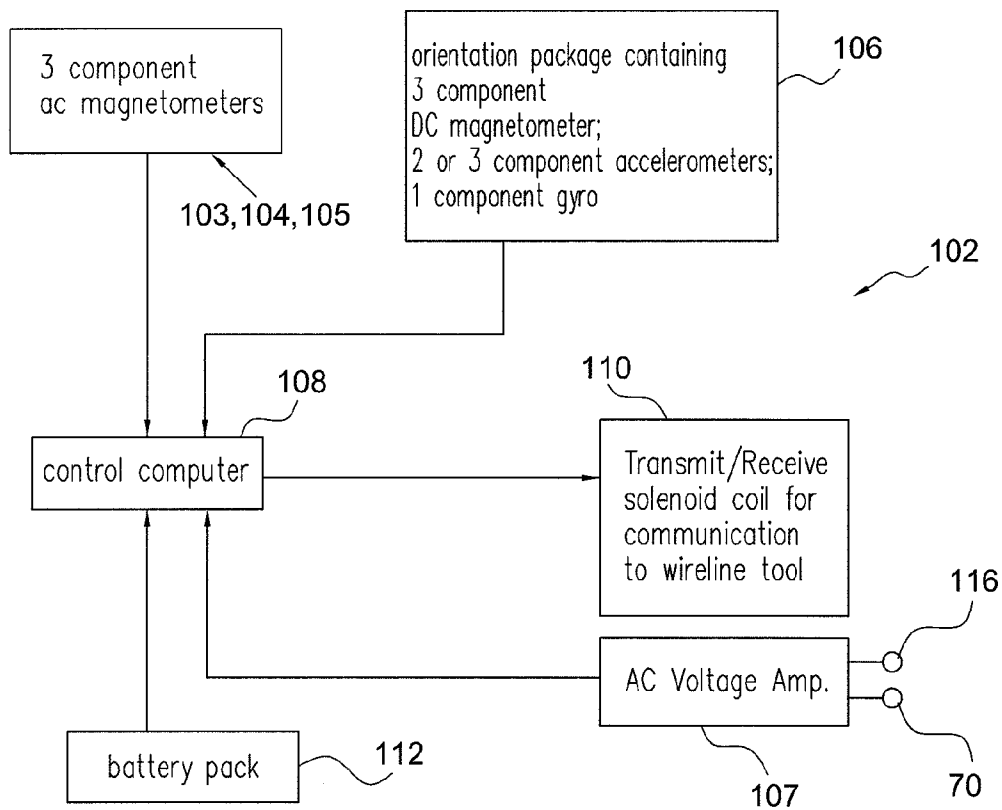 3 component
ac magnetometers
103,104,105
orientation package containing
3 component
DC magnetometer;
2 or 3 component accelerometers;
1 component gyro
106
102
108
control computer
110
Transmit/Receive
solenoid coil for
communication
to wireline tool
116
AC Voltage Amp.
70
107
battery pack
112